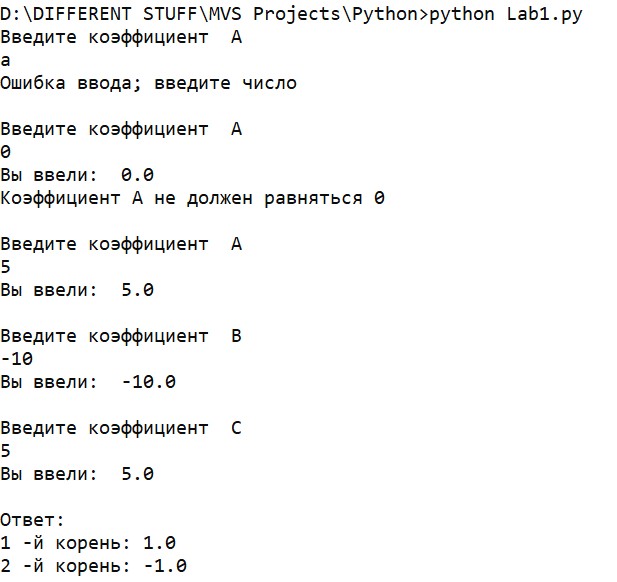 D:\DIFFERENT STUFF\MVS Projects\Python>python Lab1.py
Введите коэффициент  A
a
Ошибка ввода; введите число
Введите коэффициент  A
0
Вы ввели:  0.0
Коэффициент A не должен равняться 0
Введите коэффициент  A
5
Вы ввели:  5.0
Введите коэффициент  B
-10
Вы ввели:  -10.0
Введите коэффициент  C
5
Вы ввели:  5.0
Ответ:
1 -й корень: 1.0
2 -й корень: -1.0